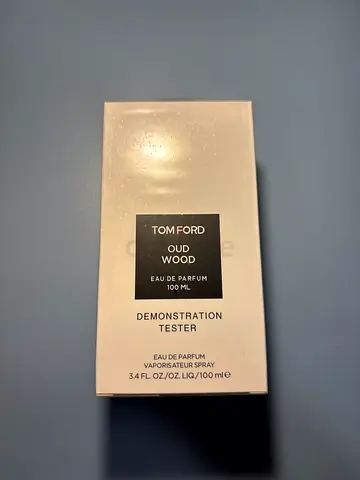 TOM FORD
OUD
WOOD
EAU DE PARFUM
100 ML
DEMONSTRATION
TESTER
EAU DE PARFUM
VAPORISATEUR SPRAY
3.4 FL. OZ./OZ. LIQ./100 ml℮